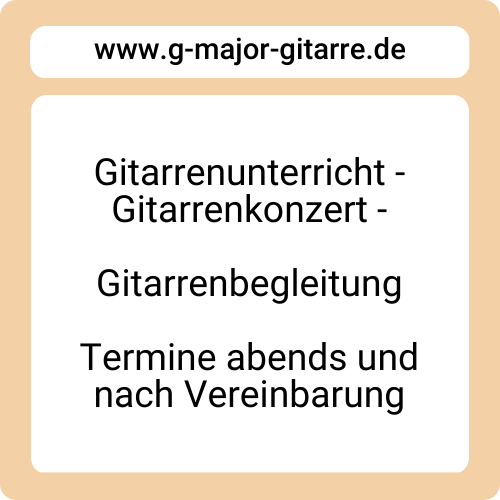 www.g-major-gitarre.de
Gitarrenunterricht -
Gitarrenkonzert -
Gitarrenbegleitung
Termine abends und
nach Vereinbarung